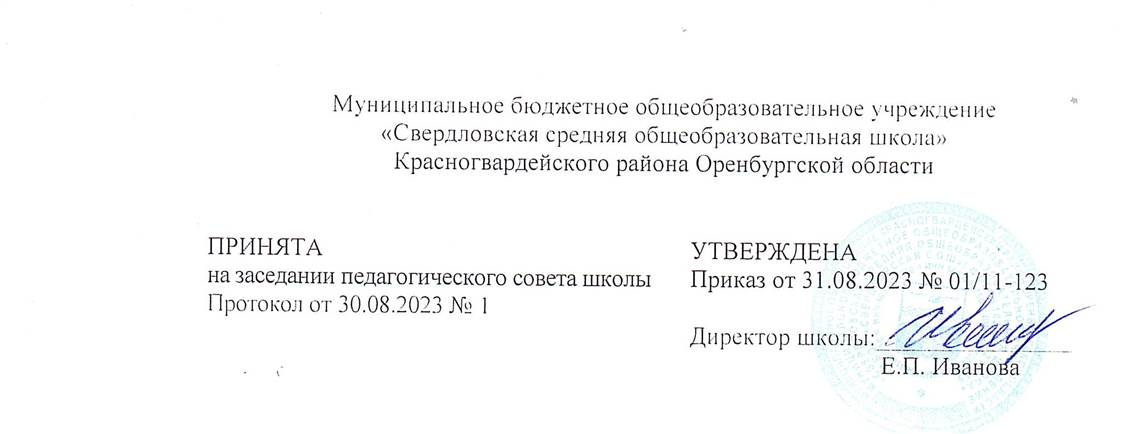 Муниципальное бюджетное общеобразовательное учреждение
«Свердловская средняя общеобразовательная школа»
Красногвардейского района Оренбургской области
ПРИНЯТА
на заседании педагогического совета школы
Протокол от 30.08.2023 № 1
УТВЕРЖДЕНА
Приказ от 31.08.2023 № 01/11-123
Директор школы:
Е.П. Иванова